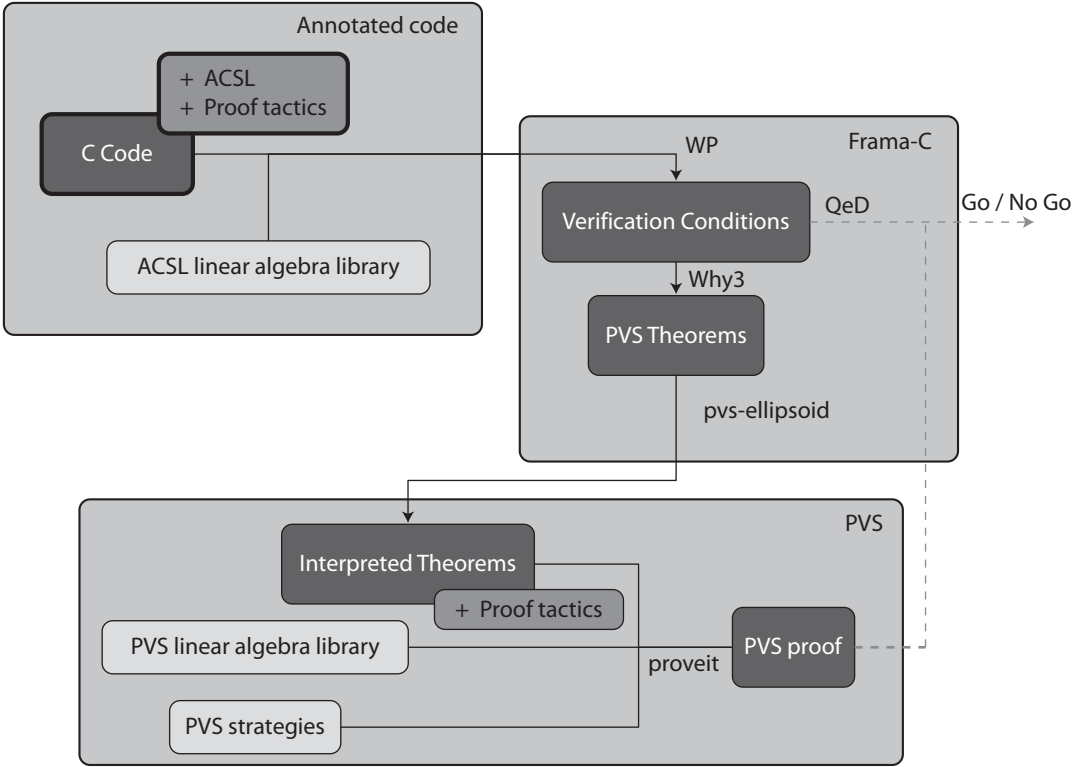 Annotated code
+ ACSL
+ Proof tactics
C Code
ACSL linear algebra library
Frama-C
WP
Verification Conditions
QeD
Go / No Go
Why3
PVS Theorems
pvs-ellipsoid
PVS
Interpreted Theorems
+ Proof tactics
PVS linear algebra library
proveit
PVS proof
PVS strategies